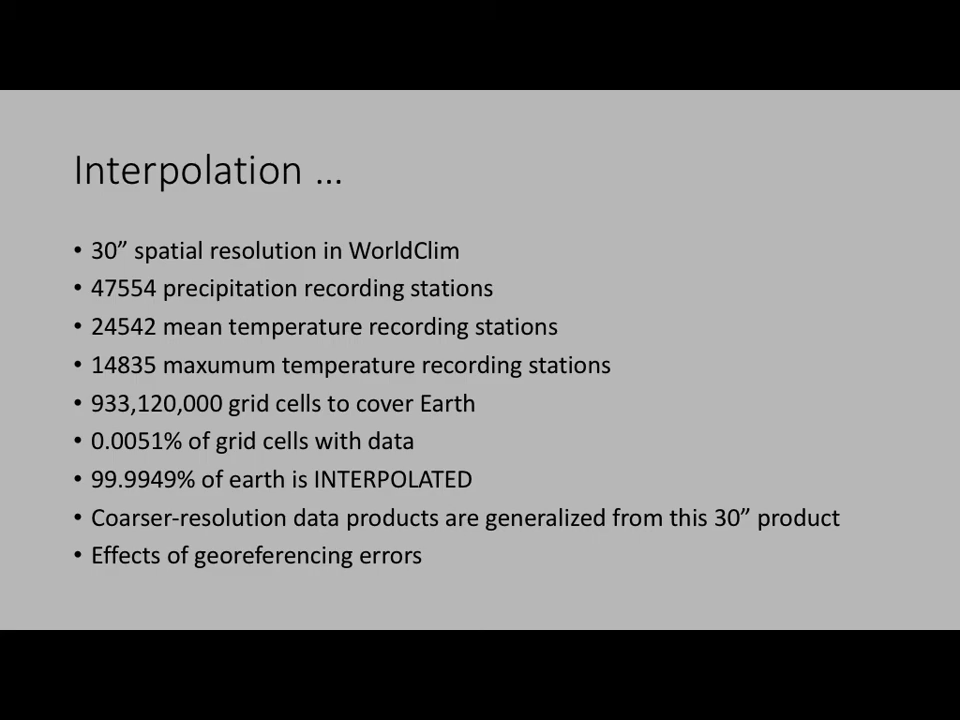 Interpolation ...
• 30” spatial resolution in WorldClim
• 47554 precipitation recording stations
• 24542 mean temperature recording stations
• 14835 maxumum temperature recording stations
• 933,120,000 grid cells to cover Earth
• 0.0051% of grid cells with data
• 99.9949% of earth is INTERPOLATED
• Coarser-resolution data products are generalized from this 30” product
• Effects of georeferencing errors